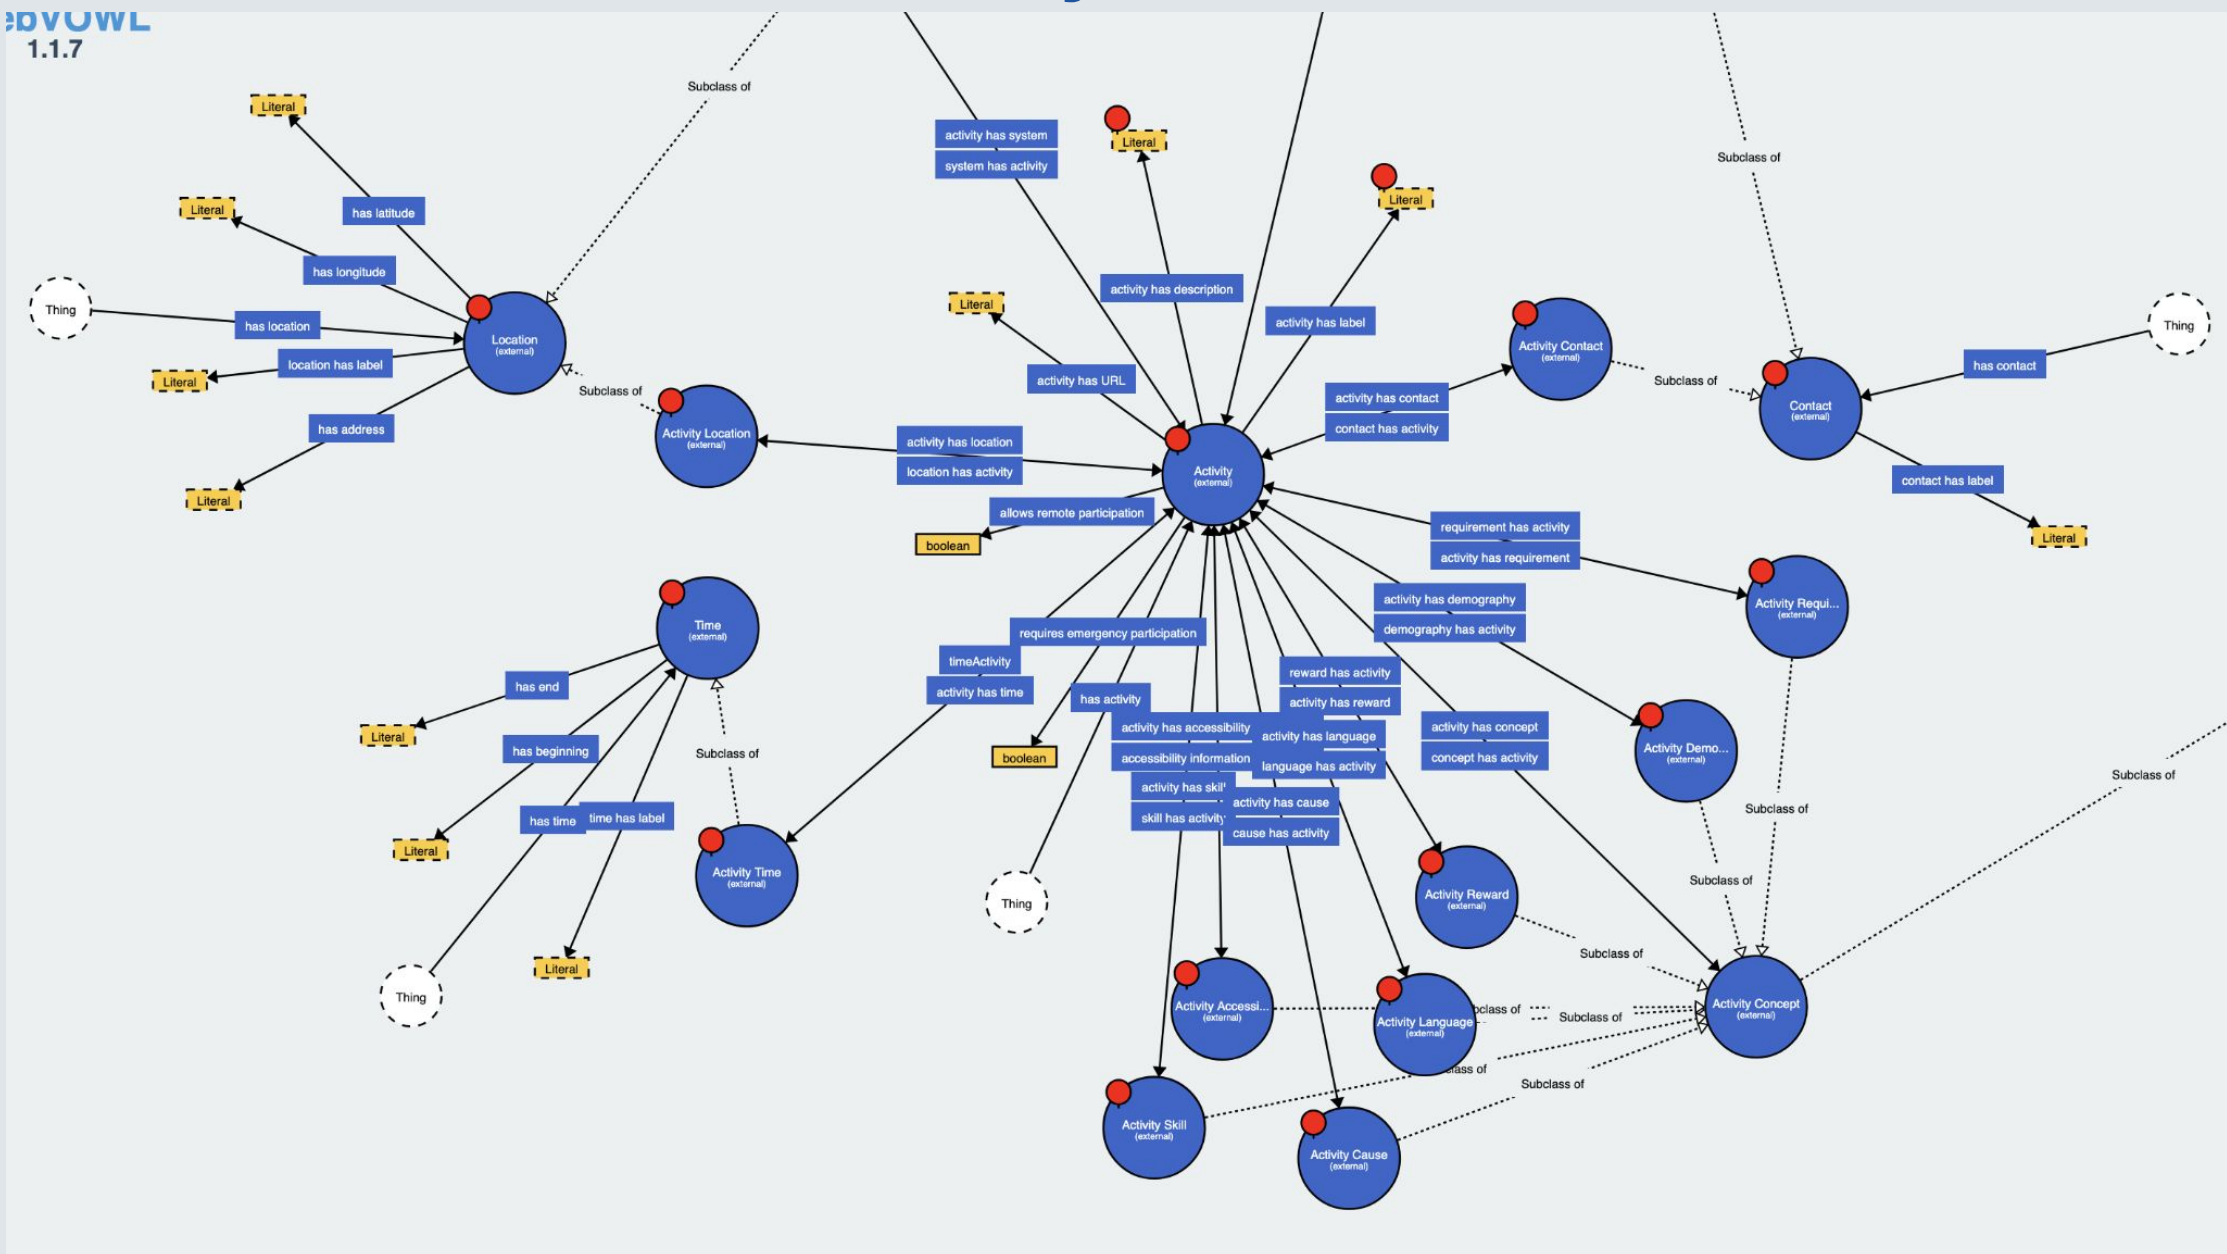 ebVOWL
1.1.7
Subclass of
Literal
activity has system
system has activity
Literal
Subclass of
Literal
Literal
has latitude
has longitude
Thing
has location
Location
(external)
location has label
Literal
has address
Literal
Subclass of
Activity Location
(external)
Literal
activity has description
activity has label
activity has URL
Activity Contact
(external)
Subclass of
Thing
has contact
Contact
(external)
contact has label
Literal
activity has contact
contact has activity
activity has location
location has activity
Activity
(external)
allows remote participation
boolean
requirement has activity
activity has requirement
Activity Requi...
(external)
activity has demography
demography has activity
Time
(external)
requires emergency participation
timeActivity
activity has time
has end
Literal
has beginning
Literal
has time
time has label
Subclass of
Activity Time
(external)
Thing
Literal
has activity
boolean
Thing
reward has activity
activity has reward
activity has accessibility
accessibility information
activity has language
language has activity
activity has skill
skill has activity
activity has cause
cause has activity
activity has concept
concept has activity
Activity Demo...
(external)
Subclass of
Subclass of
Subclass of
Activity Reward
(external)
Subclass of
Activity Accessi...
(external)
Activity Language
(external)
bclass of
Subclass of
Activity Concept
(external)
class of
Subclass of
Activity Skill
(external)
Activity Cause
(external)